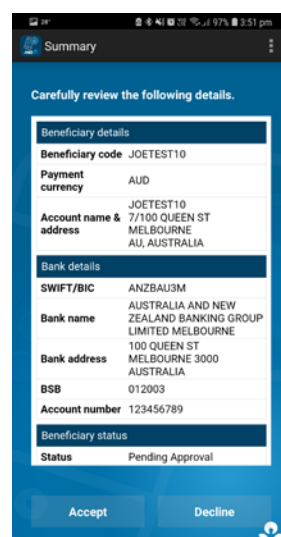 28° 97% 3:51 pm
Summary
Carefully review the following details.
Beneficiary details
Beneficiary code JOETEST10
Payment
currency
AUD
Account name &
address
JOETEST10
7/100 QUEEN ST
MELBOURNE
AU, AUSTRALIA
Bank details
SWIFT/BIC ANZBAU3M
Bank name
AUSTRALIA AND NEW
ZEALAND BANKING GROUP
LIMITED MELBOURNE
Bank address
100 QUEEN ST
MELBOURNE 3000
AUSTRALIA
BSB 012003
Account number 123456789
Beneficiary status
Status Pending Approval
Accept Decline